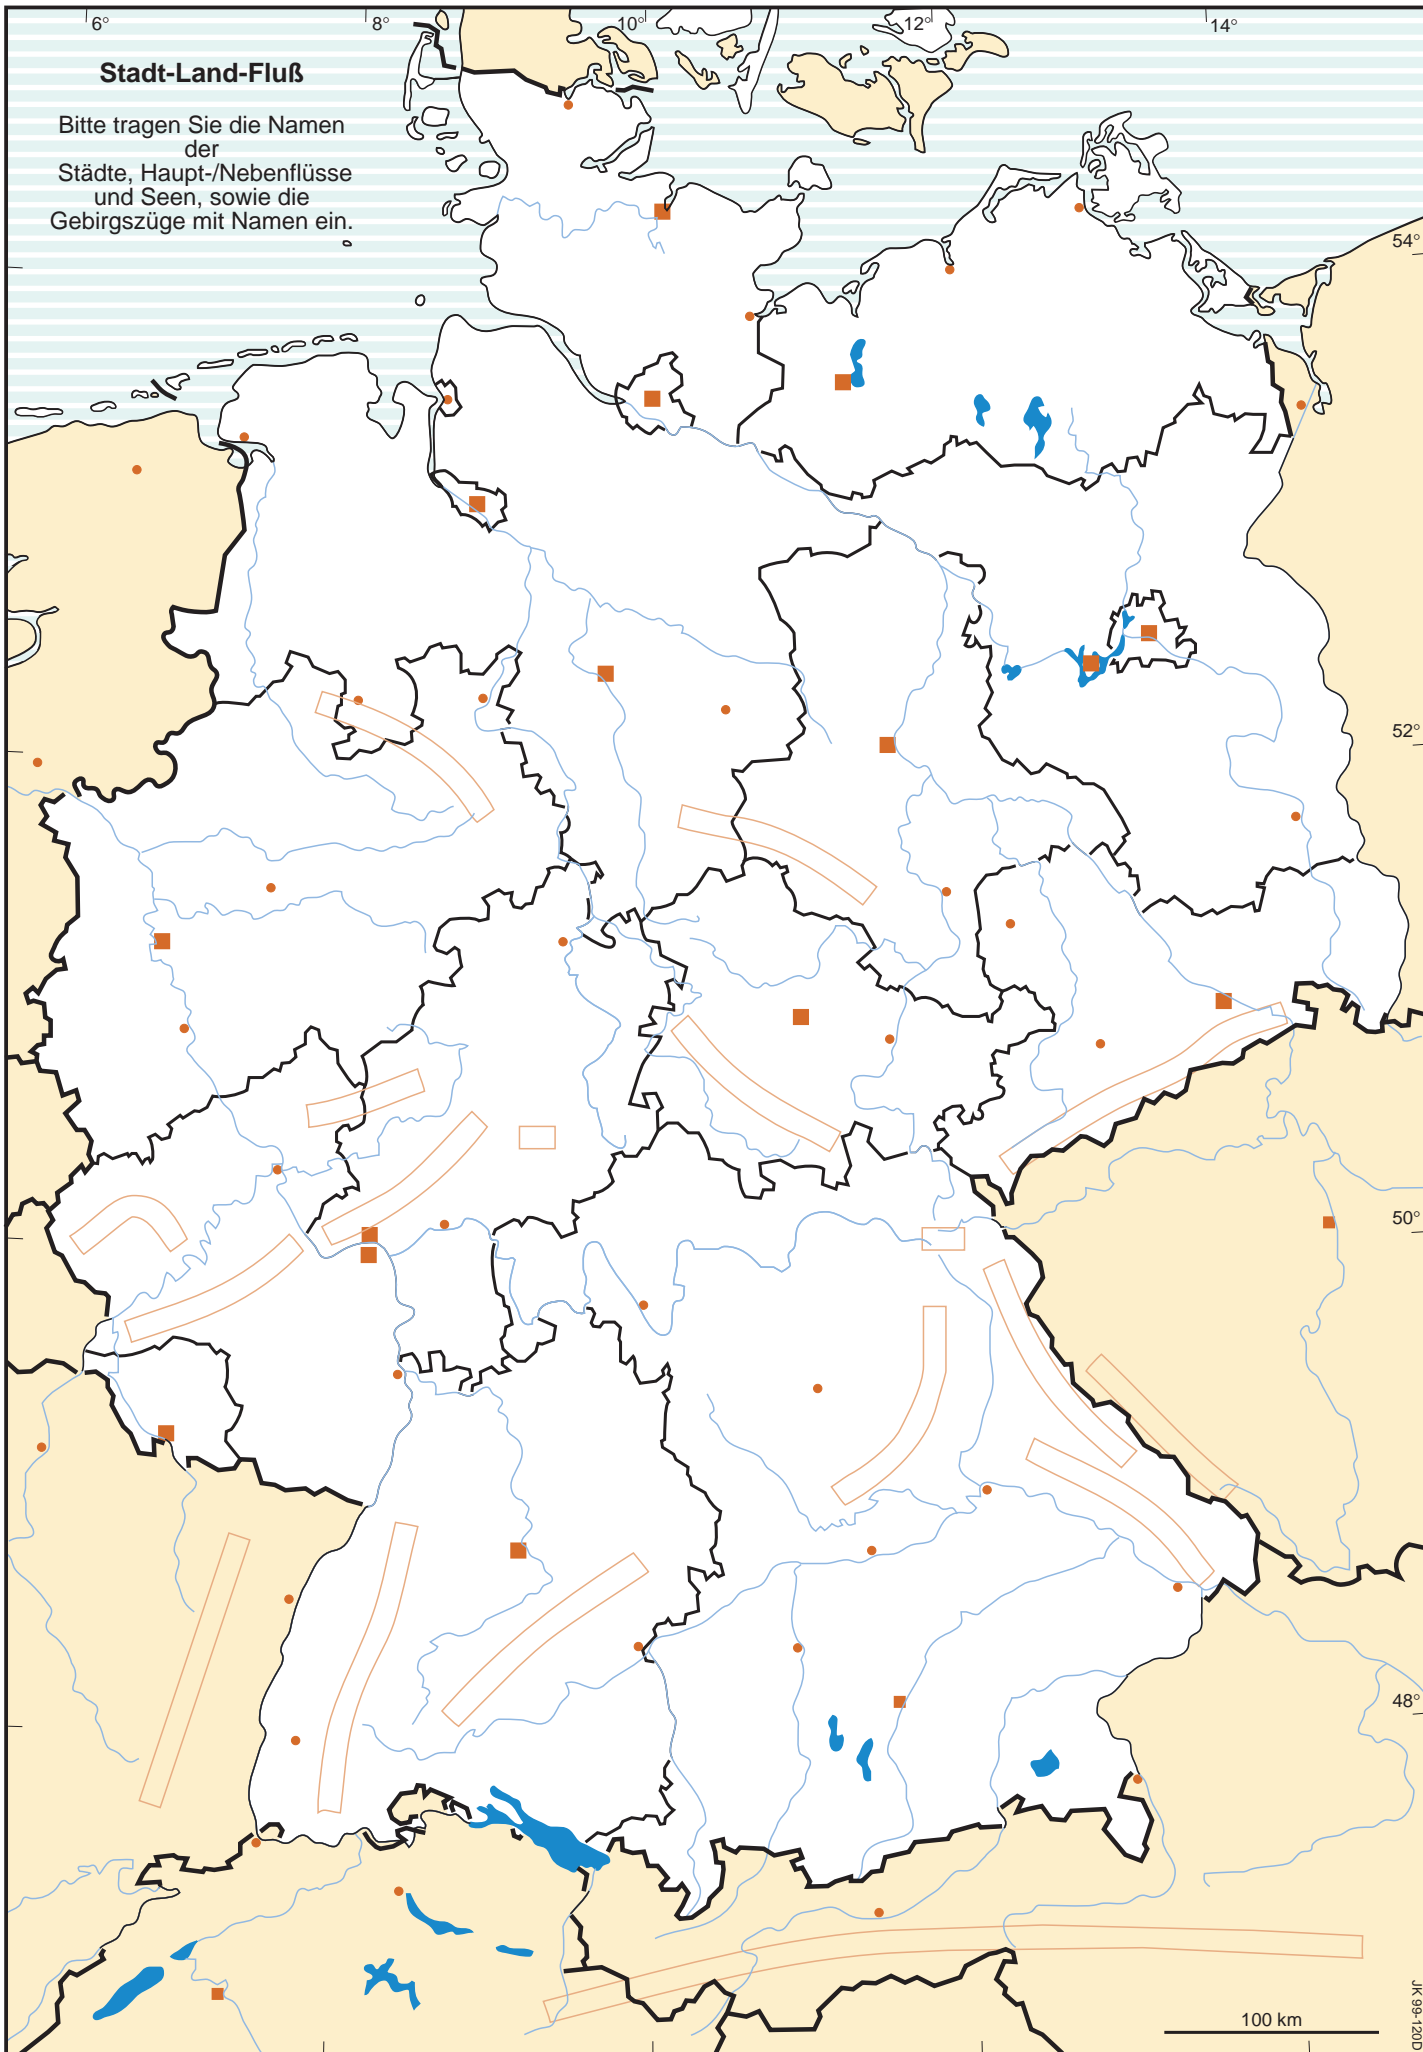 6° 8° 10° 12° 14°
Stadt-Land-Fluß
Bitte tragen Sie die Namen
der
Städte, Haupt-/Nebenflüsse
und Seen, sowie die
Gebirgszüge mit Namen ein.
54°
52°
50°
48°
100 km
JK 99-120D